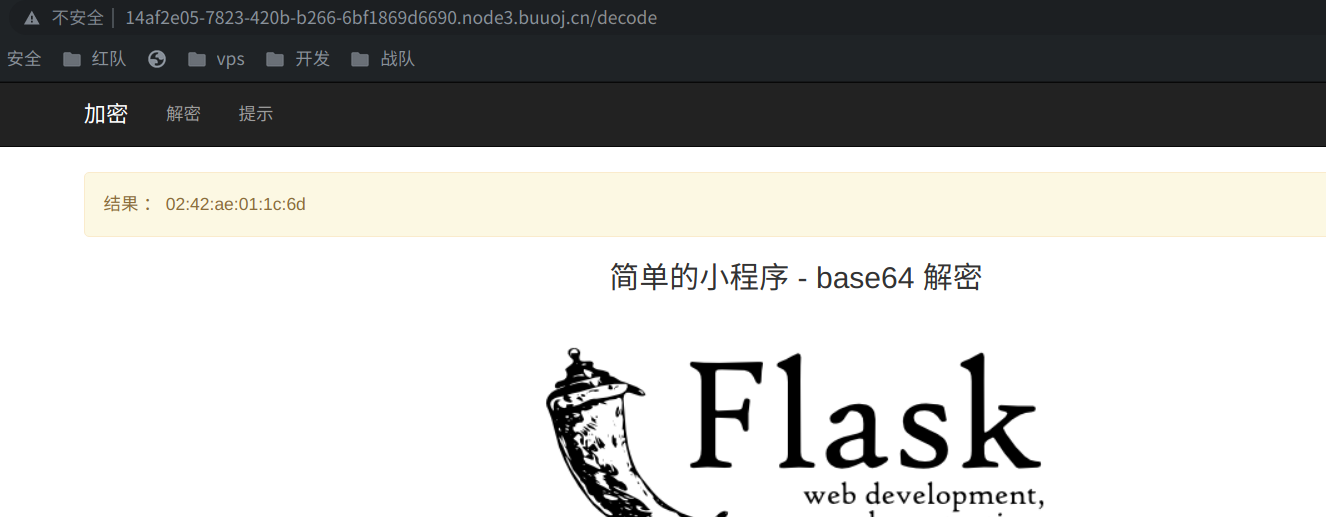 不安全 | 14af2e05-7823-420b-b266-6bf1869d6690.node3.buuoj.cn/decode
安全 红队 vps 开发 战队
加密 解密 提示
结果： 02:42:ae:01:1c:6d
简单的小程序 - base64 解密
Flask
web development,